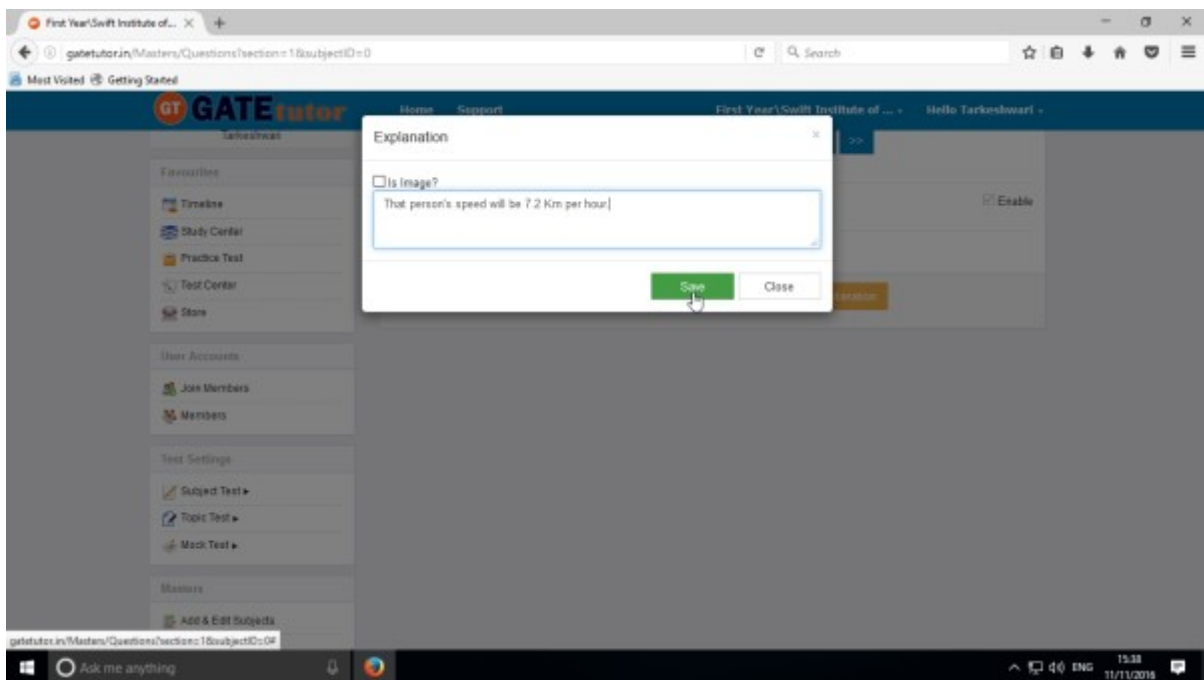 First Year\Swift Institute of...
gatetutor.in/Masters/Questions?section=1&subjectID=0
Search
Most Visited
Getting Started
GT GATEtutor
Home
Support
First Year\Swift Institute of ...
Hello Tarkeshwari
Tarkeshwari
>>
Favourites
Timeline
Study Center
Practice Test
Test Center
Store
User Accounts
Join Members
Members
Test Settings
Subject Test
Topic Test
Mock Test
Masters
Add & Edit Subjects
Explanation
×
Is Image?
That person's speed will be 7.2 Km per hour.
Save
Close
Enable
gatetutor.in/Masters/Questions?section=1&subjectID=0#
Ask me anything
ENG
15:38
11/11/2016